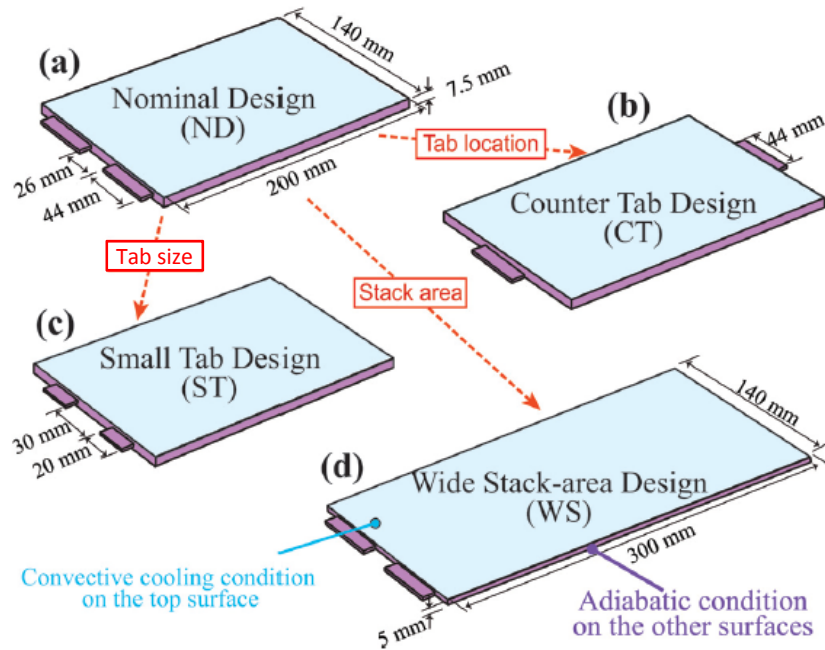 (a)
Nominal Design
(ND)
140 mm
7.5 mm
200 mm
26 mm
44 mm
Tab location
(b)
44 mm
Counter Tab Design
(CT)
Tab size
Stack area
(c)
Small Tab Design
(ST)
30 mm
20 mm
(d)
Wide Stack-area Design
(WS)
140 mm
300 mm
5 mm
Convective cooling condition
on the top surface
Adiabatic condition
on the other surfaces